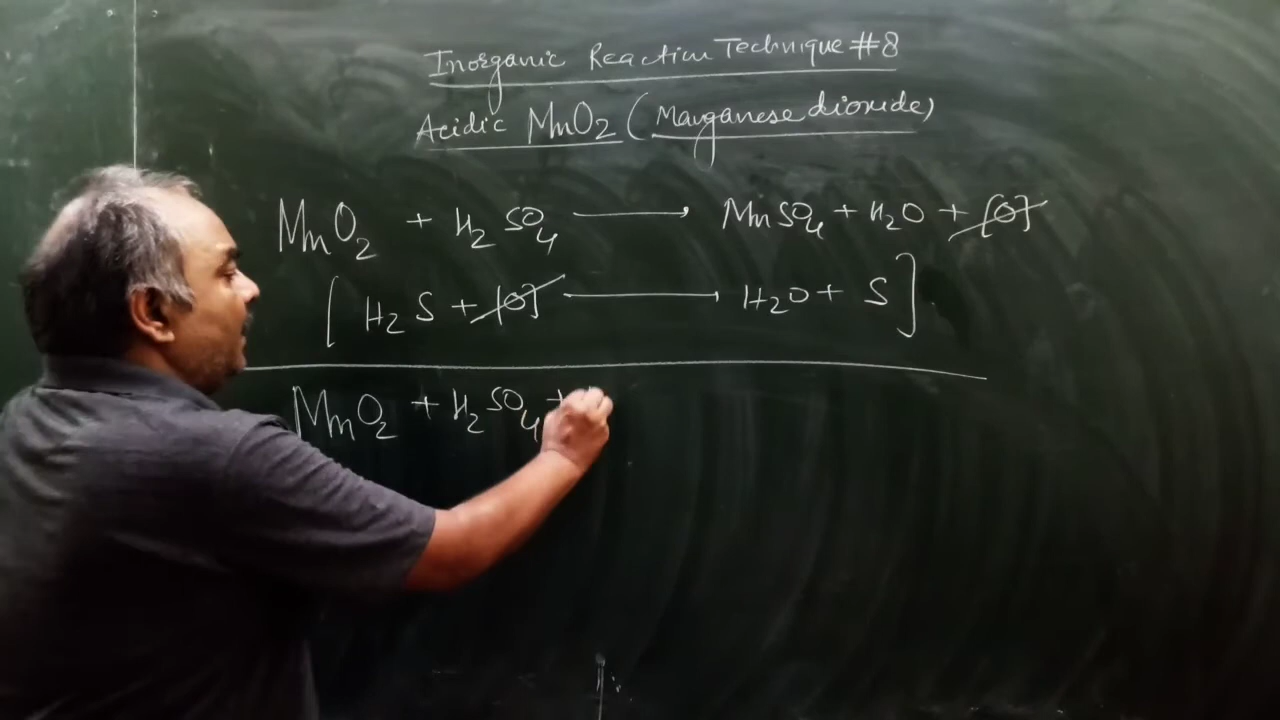 Inorganic Reaction Technique #8
Acidic MnO2 (Manganese dioxide)
MnO2 + H2SO4 → MnSO4 + H2O + [O]
[H2S + [O] → H2O + S]
MnO2 + H2SO4 +